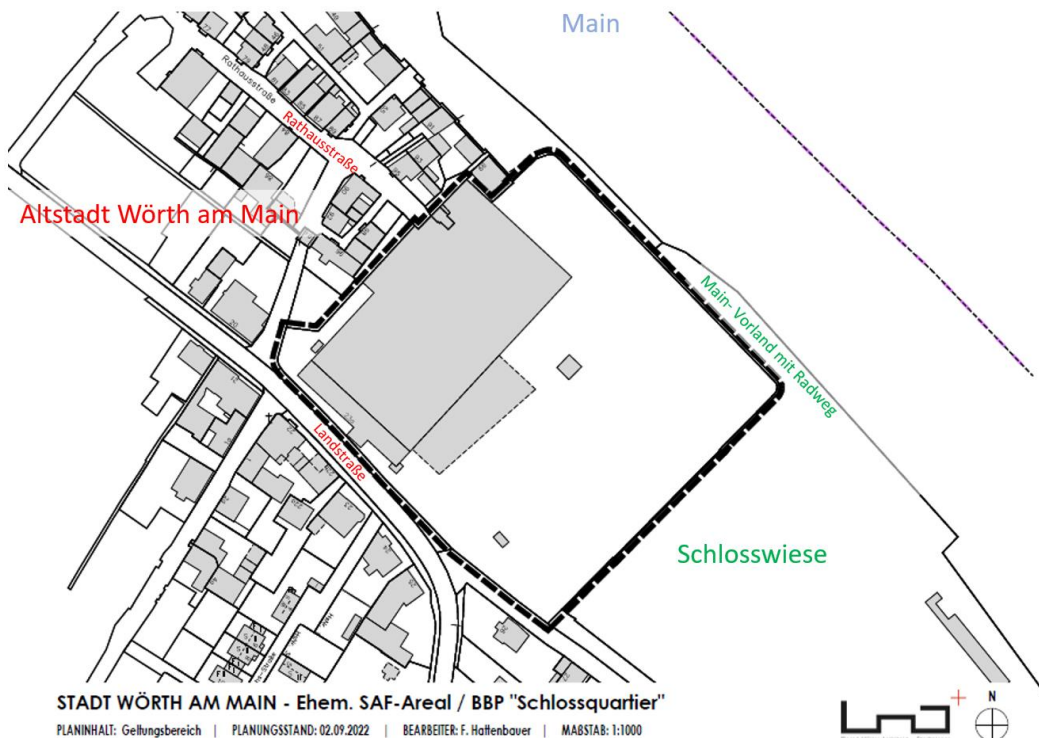 Main
Rathausstraße
Rathausstraße
Altstadt Wörth am Main
Main- Vorland mit Radweg
Landstraße
Schlosswiese
STADT WÖRTH AM MAIN - Ehem. SAF-Areal / BBP "Schlossquartier"
PLANINHALT: Geltungsbereich | PLANUNGSSTAND: 02.09.2022 | BEARBEITER: F. Hattenbauer | MAßSTAB: 1:1000
N